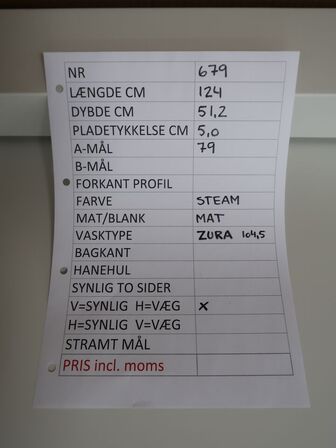 NR 679
LÆNGDE CM 124
DYBDE CM 51,2
PLADETYKKELSE CM 5,0
A-MÅL 79
B-MÅL
FORKANT PROFIL
FARVE STEAM
MAT/BLANK MAT
VASKTYPE ZURA 104,5
BAGKANT
HANEHUL
SYNLIG TO SIDER
V=SYNLIG H=VÆG X
H=SYNLIG V=VÆG
STRAMT MÅL
PRIS incl. moms